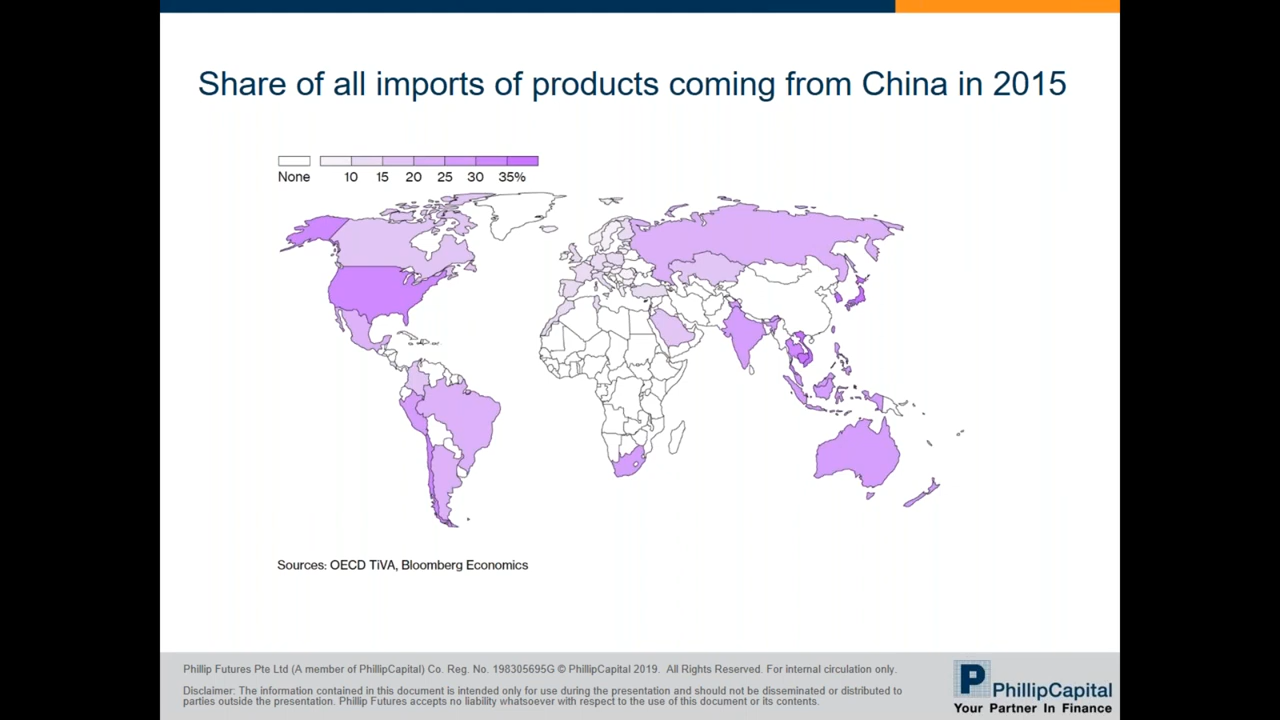 Share of all imports of products coming from China in 2015
None 10 15 20 25 30 35%
Sources: OECD TiVA, Bloomberg Economics
Phillip Futures Pte Ltd (A member of PhillipCapital) Co. Reg. No. 198305695G © PhillipCapital 2019. All Rights Reserved. For internal circulation only.
Disclaimer: The information contained in this document is intended only for use during the presentation and should not be disseminated or distributed to
parties outside the presentation. Phillip Futures accepts no liability whatsoever with respect to the use of this document or its contents.
P
PhillipCapital
Your Partner In Finance